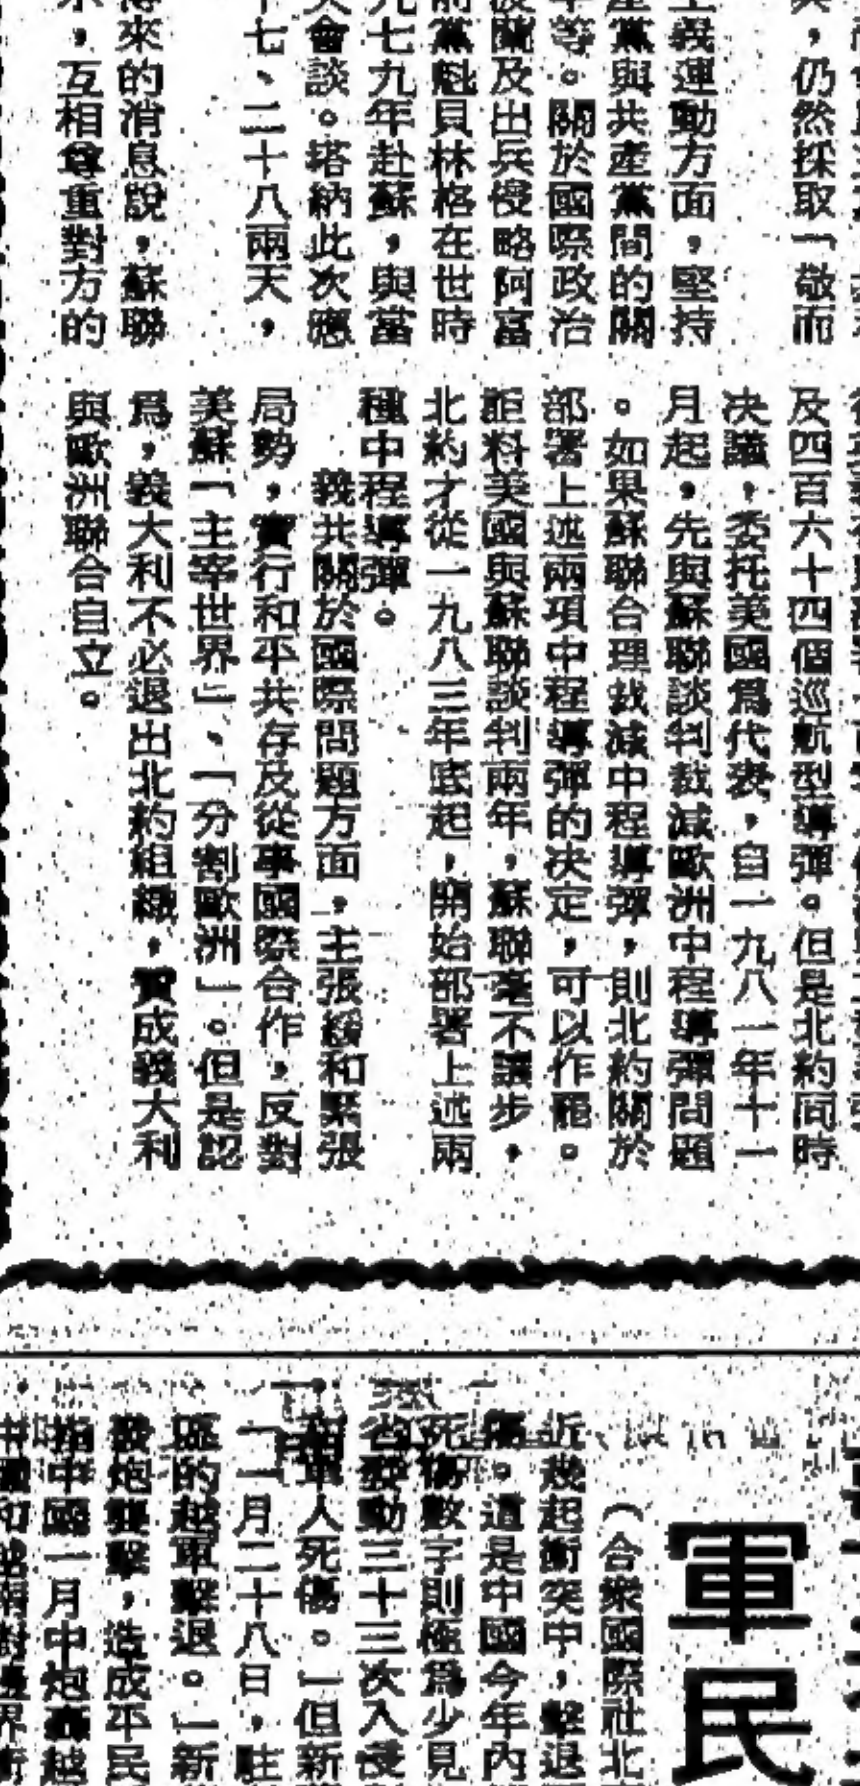 ，仍然採取「敬而
主義運動方面，堅持
產黨與共產黨間的關
等。關於國際政治
波蘭及出兵侵略阿富
前黨魁貝林格在世時
九七九年赴蘇，與當
大會談。塔納此次應
十七、二十八兩天，
傳來的消息說，蘇聯
，互相尊重對方的
及四百六十四個巡航型導彈。但是北約同時
決議，委托美國爲代表，自一九八一年十一
月起，先與蘇聯談判裁減歐洲中程導彈問題
。如果蘇聯合理裁減中程導彈，則北約關於
部署上述兩項中程導彈的決定，可以作罷。
詎料美國與蘇聯談判兩年，蘇聯毫不讓步，
北約才從一九八三年底起，開始部署上述兩
種中程導彈。
義共關於國際問題方面，主張緩和緊張
局勢，實行和平共存及從事國際合作，反對
美蘇「主宰世界」、「分割歐洲」。但是認
爲，義大利不必退出北約組織，贊成義大利
與歐洲聯合自立。
軍民
（合衆國際社北
近幾起衝突中，擊退
傷。這是中國今年內
死傷數字則極爲少見
省發動三十三次入侵
和軍人死傷。」但新
「一月二十八日，駐
區的越軍擊退。」新
發炮襲擊，造成平民
指中國一月中炮轟越